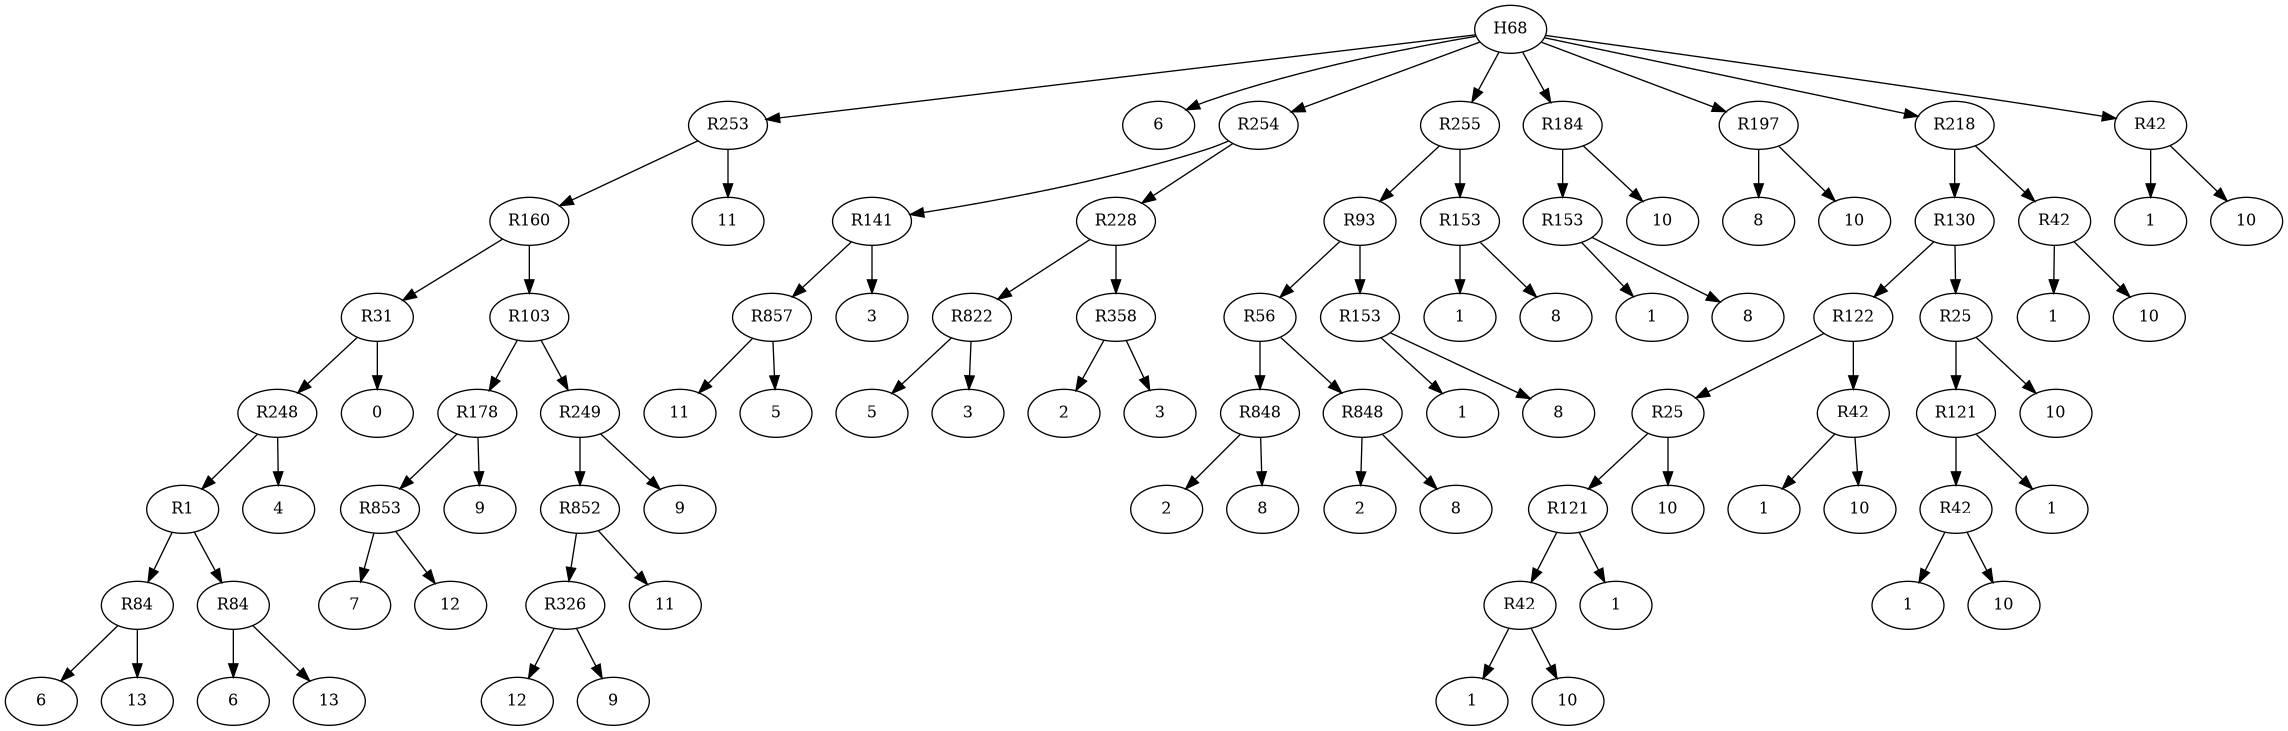 H68
R253 6 R254 R255 R184 R197 R218 R42
R160 11 R141 R228 R93 R153 R153 10 8 10 R130 R42 1 10
R31 R103 R857 3 R822 R358 R56 R153 1 8 1 8 R122 R25 1 10
R248 0 R178 R249 11 5 5 3 2 3 R848 R848 1 8 R25 R42 R121 10
R1 4 R853 9 R852 9 2 8 2 8 R121 10 1 10 R42 1
R84 R84 7 12 R326 11 R42 1 1 10
6 13 6 13 12 9 1 10